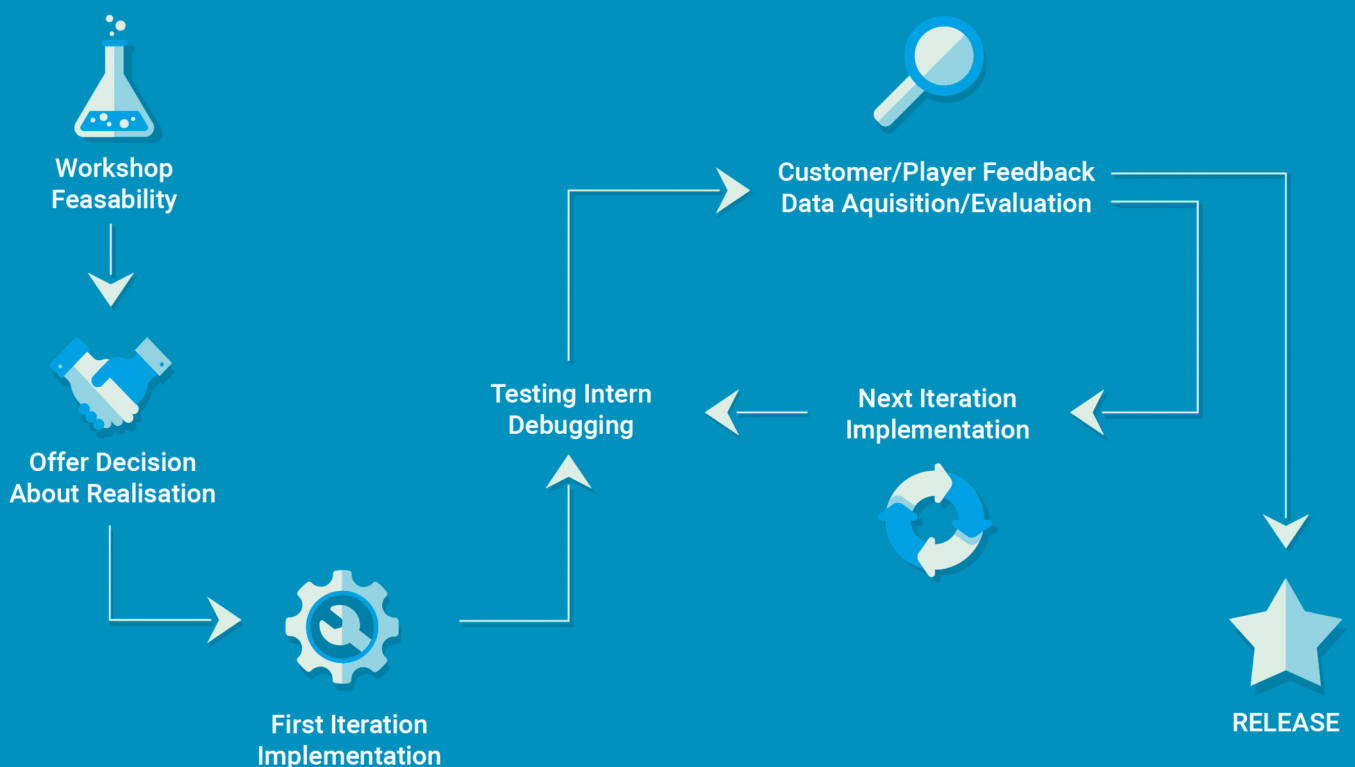 Workshop
Feasability
Offer Decision
About Realisation
First Iteration
Implementation
Testing Intern
Debugging
Customer/Player Feedback
Data Aquisition/Evaluation
Next Iteration
Implementation
RELEASE